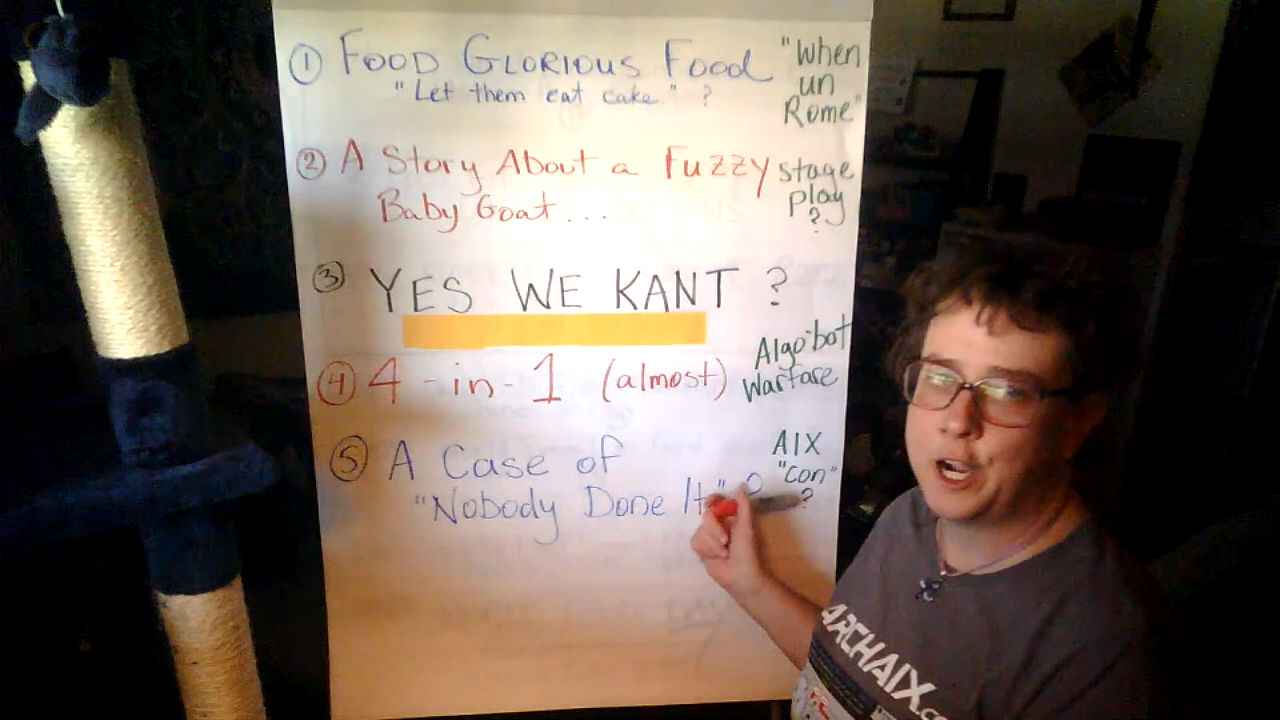 ① FOOD GLORIOUS FOOD
"Let them eat cake." ?
"When
un
Rome"
② A Story About a Fuzzy
Baby Goat...
stage
play
?
③ YES WE KANT ?
④ 4-in-1 (almost)
Algo'bot
Warfare
⑤ A Case of
"Nobody Done It" ?
AIX
"con"
?
ARCHAIX.co